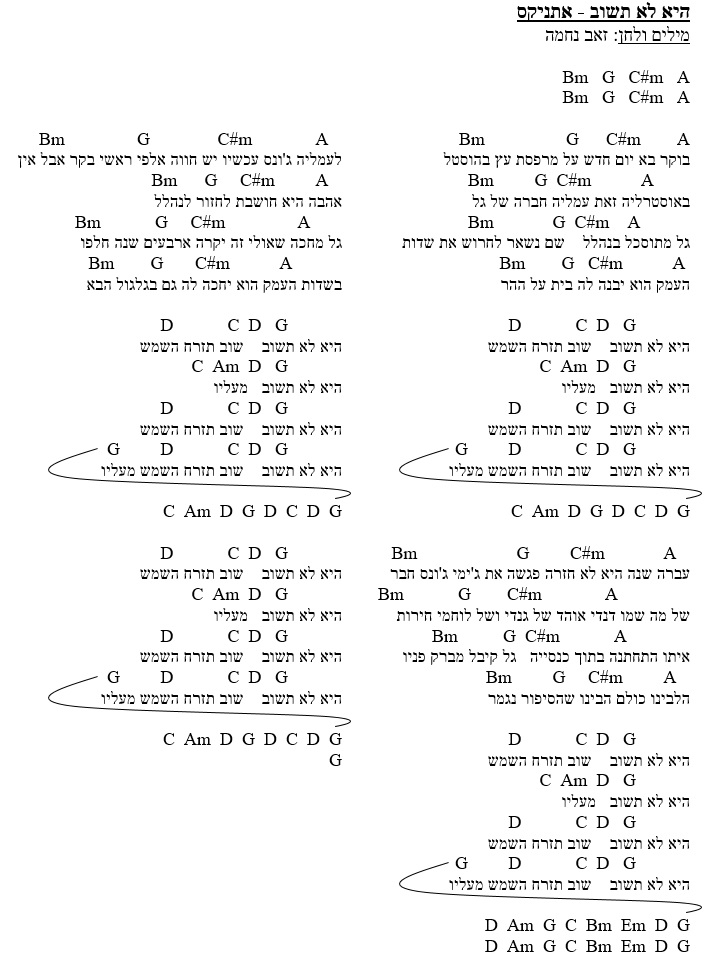 היא לא תשוב - אתניקס
מילים ולחן: זאב נחמה
Bm G C#m A
Bm G C#m A
Bm G C#m A
בוקר בא יום חדש על מרפסת עץ בהוסטל
Bm G C#m A
באוסטרליה זאת עמליה חברה של גל
Bm G C#m A
גל מתוסכל בנהלל שם נשאר לחרוש את שדות
Bm G C#m A
העמק הוא יבנה לה בית על ההר
D C D G
היא לא תשוב שוב תזרח השמש
C Am D G
היא לא תשוב מעליו
D C D G
היא לא תשוב שוב תזרח השמש
G D C D G
היא לא תשוב שוב תזרח השמש מעליו
C Am D G D C D G
Bm G C#m A
עברה שנה היא לא חזרה פגשה את ג'ימי ג'ונס חבר
Bm G C#m A
של מה שמו דנדי אוהד של גנדי ושל לוחמי חירות
Bm G C#m A
איתו התחתנה בתוך כנסייה גל קיבל מברק פניו
Bm G C#m A
הלבינו כולם הבינו שהסיפור נגמר
D C D G
היא לא תשוב שוב תזרח השמש
C Am D G
היא לא תשוב מעליו
D C D G
היא לא תשוב שוב תזרח השמש
G D C D G
היא לא תשוב שוב תזרח השמש מעליו
D Am G C Bm Em D G
D Am G C Bm Em D G
Bm G C#m A
לעמליה ג'ונס עכשיו יש חווה אלפי ראשי בקר אבל אין
Bm G C#m A
אהבה היא חושבת לחזור לנהלל
Bm G C#m A
גל מחכה שאולי זה יקרה ארבעים שנה חלפו
Bm G C#m A
בשדות העמק הוא יחכה לה גם בגלגול הבא
D C D G
היא לא תשוב שוב תזרח השמש
C Am D G
היא לא תשוב מעליו
D C D G
היא לא תשוב שוב תזרח השמש
G D C D G
היא לא תשוב שוב תזרח השמש מעליו
C Am D G D C D G
D C D G
היא לא תשוב שוב תזרח השמש
C Am D G
היא לא תשוב מעליו
D C D G
היא לא תשוב שוב תזרח השמש
G D C D G
היא לא תשוב שוב תזרח השמש מעליו
C Am D G D C D G
G